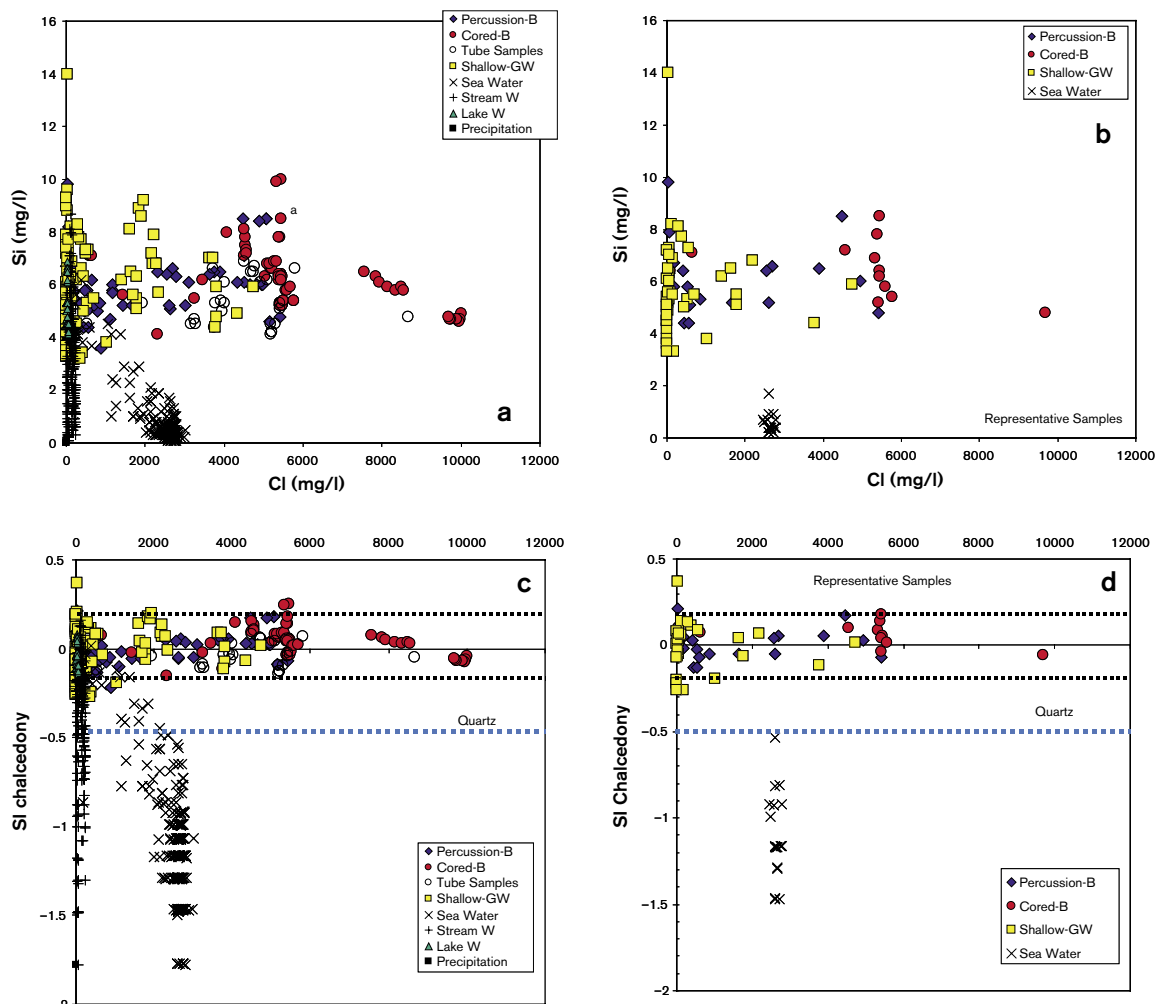 16
14
12
10
8
6
4
2
0
Si (mg/l)
0 2000 4000 6000 8000 10000 12000
Cl (mg/l)
Percussion-B
Cored-B
Tube Samples
Shallow-GW
Sea Water
Stream W
Lake W
Precipitation
a
a
16
14
12
10
8
6
4
2
0
Si (mg/l)
0 2000 4000 6000 8000 10000 12000
Cl (mg/l)
Percussion-B
Cored-B
Shallow-GW
Sea Water
b
Representative Samples
0 2000 4000 6000 8000 10000 12000
0.5
0
−0.5
−1
−1.5
SI chalcedony
c
Quartz
Percussion-B
Cored-B
Tube Samples
Shallow-GW
Sea Water
Stream W
Lake W
Precipitation
0 2000 4000 6000 8000 10000 12000
0.5
0
−0.5
−1
−1.5
−2
SI Chalcedony
Representative Samples
d
Quartz
Percussion-B
Cored-B
Shallow-GW
Sea Water